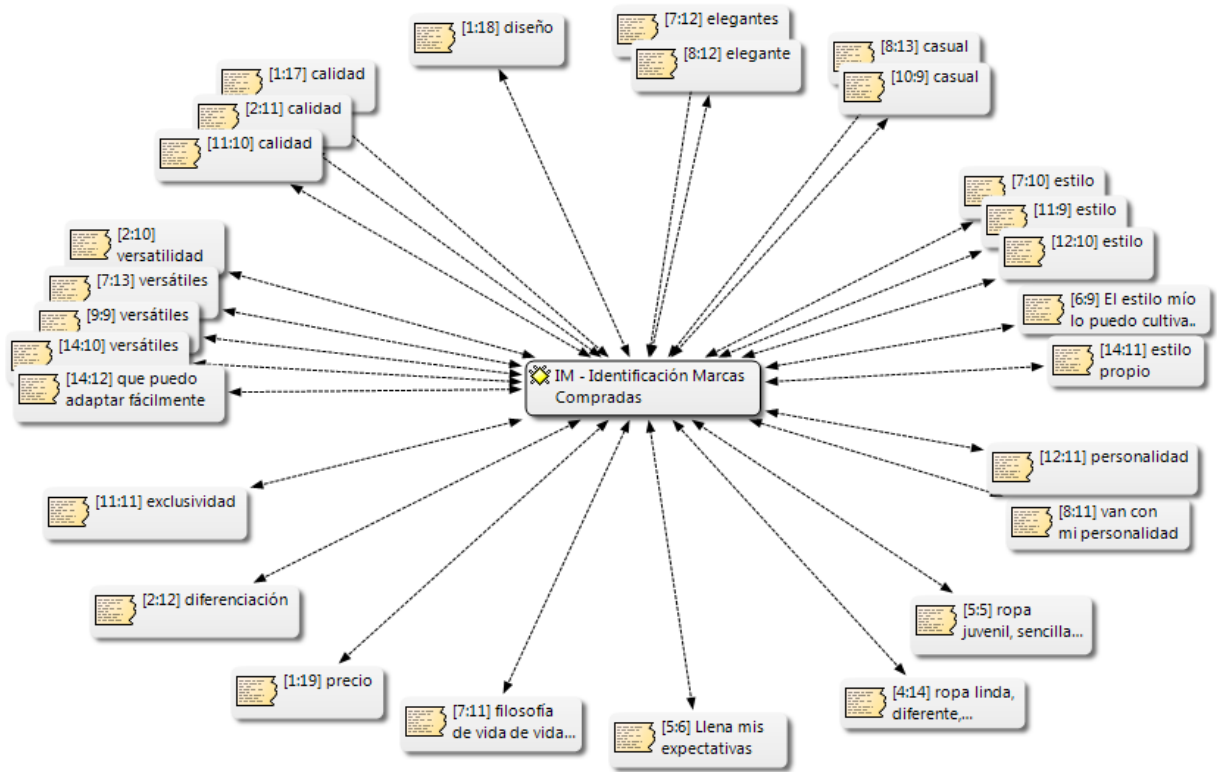 [1:18] diseño
[7:12] elegantes
[8:12] elegante
[8:13] casual
[10:9] casual
[1:17] calidad
[2:11] calidad
[11:10] calidad
[7:10] estilo
[11:9] estilo
[12:10] estilo
[2:10]
versatilidad
[7:13] versátiles
[9:9] versátiles
[14:10] versátiles
[14:12] que puedo
adaptar fácilmente
[6:9] El estilo mío
lo puedo cultiva..
[14:11] estilo
propio
IM - Identificación Marcas
Compradas
[12:11] personalidad
[8:11] van con
mi personalidad
[11:11] exclusividad
[2:12] diferenciación
[5:5] ropa
juvenil, sencilla...
[1:19] precio
[4:14] ropa linda,
diferente,...
[7:11] filosofía
de vida de vida...
[5:6] Llena mis
expectativas